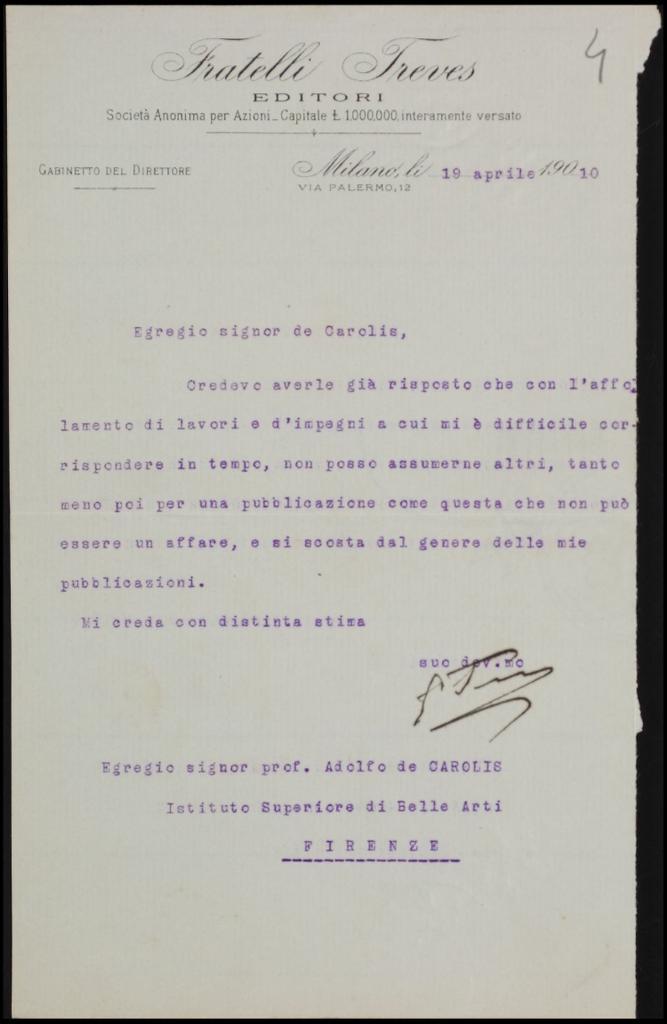 4
Fratelli Treves
EDITORI
Società Anonima per Azioni_Capitale Ł 1.000,000, interamente versato
GABINETTO DEL DIRETTORE
Milano, li 19 aprile 190 10
VIA PALERMO, 12
Egregio signor de Carolis,
Credevo averle già risposto che con l'affol
lamento di lavori e d'impegni a cui mi è difficile cor-
rispondere in tempo, non posso assumerne altri, tanto
meno poi per una pubblicazione come questa che non può
essere un affare, e si scosta dal genere delle mie
pubblicazioni.
Mi creda con distinta stima
suo dev.mo
Egregio signor prof. Adolfo de CAROLIS
Istituto Superiore di Belle Arti
FIRENZE